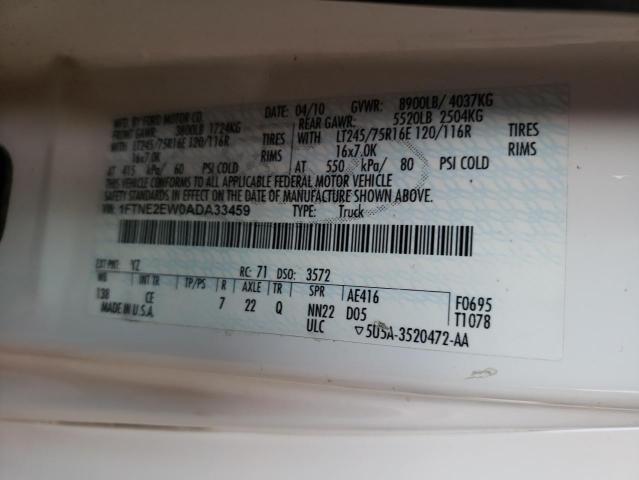 MFD. BY FORD MOTOR CO.
DATE: 04/10 GVWR: 8900LB/ 4037KG
FRONT GAWR: 3800LB 1724KG REAR GAWR: 5520LB 2504KG
WITH LT245/75R16E 120/116R TIRES WITH LT245/75R16E 120/116R TIRES
16x7.0K RIMS 16x7.0K RIMS
AT 415 kPa/ 60 PSI COLD AT 550 kPa/ 80 PSI COLD
THIS VEHICLE CONFORMS TO ALL APPLICABLE FEDERAL MOTOR VEHICLE
SAFETY STANDARDS IN EFFECT ON THE DATE OF MANUFACTURE SHOWN ABOVE.
VIN: 1FTNE2EW0ADA33459 TYPE: Truck
EXT PNT: YZ RC: 71 DSO: 3572
WB INT TR TP/PS R AXLE TR SPR AE416 F0695
138 CE 7 22 Q NN22 D05 T1078
MADE IN U.S.A. ULC ▽5U5A-3520472-AA